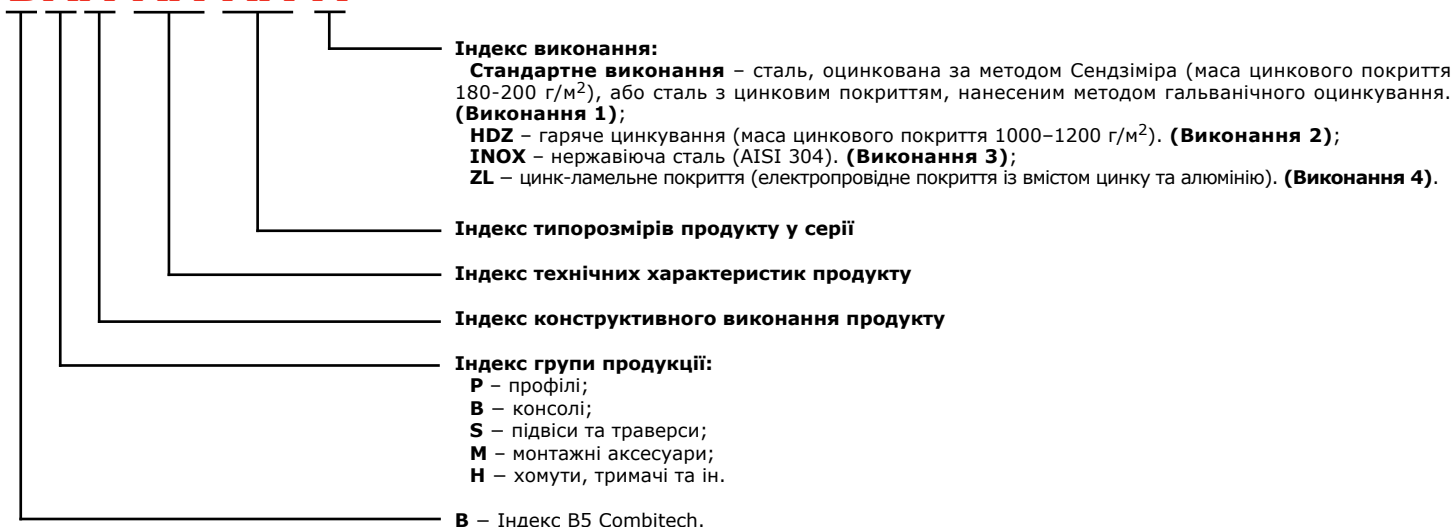 Індекс виконання:
Стандартне виконання – сталь, оцинкована за методом Сендзіміра (маса цинкового покриття
180-200 г/м2), або сталь з цинковим покриттям, нанесеним методом гальванічного оцинкування.
(Виконання 1);
HDZ – гаряче цинкування (маса цинкового покриття 1000–1200 г/м2). (Виконання 2);
INOX – нержавіюча сталь (AISI 304). (Виконання 3);
ZL – цинк-ламельне покриття (електропровідне покриття із вмістом цинку та алюмінію). (Виконання 4).
Індекс типорозмірів продукту у серії
Індекс технічних характеристик продукту
Індекс конструктивного виконання продукту
Індекс групи продукції:
P – профілі;
B – консолі;
S – підвіси та траверси;
M – монтажні аксесуари;
H – хомути, тримачі та ін.
B – Індекс B5 Combitech.